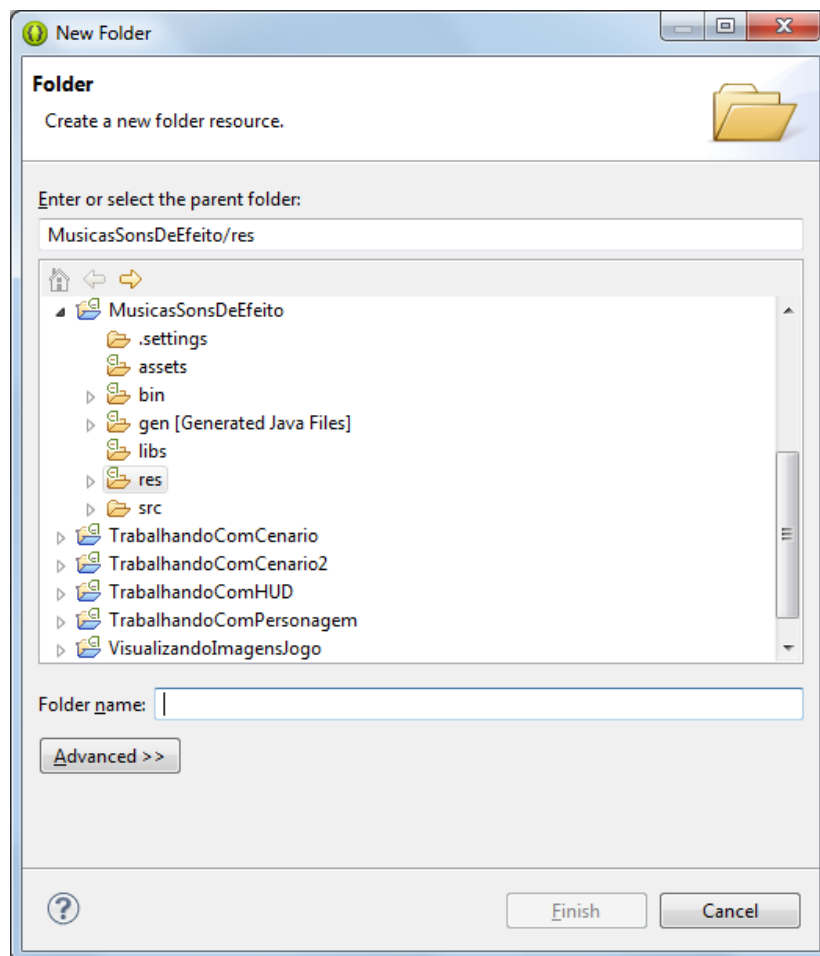 New Folder
Folder
Create a new folder resource.
Enter or select the parent folder:
MusicasSonsDeEfeito/res
MusicasSonsDeEfeito
.settings
assets
bin
gen [Generated Java Files]
libs
res
src
TrabalhandoComCenario
TrabalhandoComCenario2
TrabalhandoComHUD
TrabalhandoComPersonagem
VisualizandoImagensJogo
Folder name:
Advanced >>
Finish
Cancel